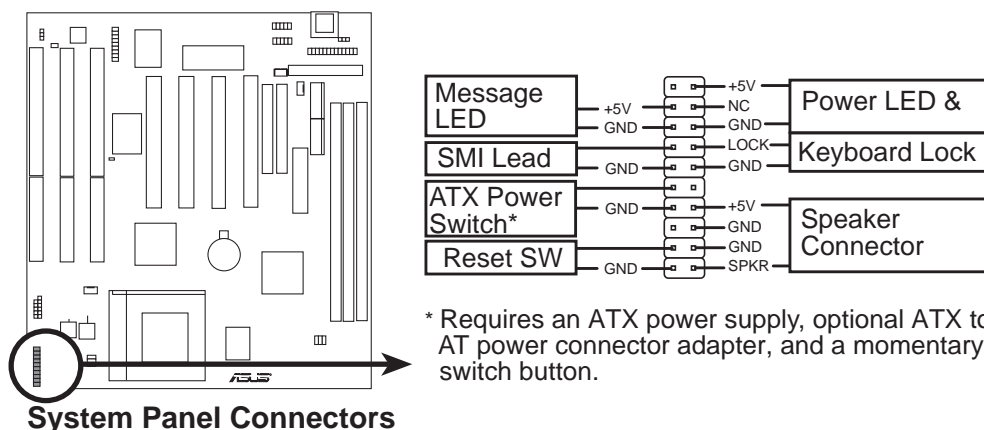 Message
LED
SMI Lead
ATX Power
Switch*
Reset SW
+5V
GND
GND
GND
GND
+5V
NC
GND
LOCK
GND
+5V
GND
GND
SPKR
Power LED &
Keyboard Lock
Speaker
Connector
* Requires an ATX power supply, optional ATX to
AT power connector adapter, and a momentary
switch button.
ASUS
System Panel Connectors